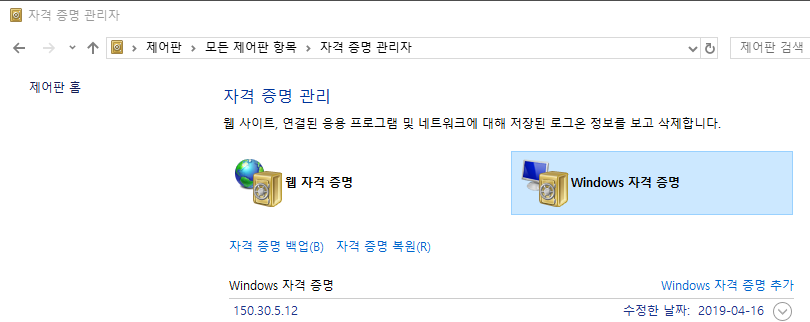 자격 증명 관리자
제어판 › 모든 제어판 항목 › 자격 증명 관리자
제어판 검색
제어판 홈
자격 증명 관리
웹 사이트, 연결된 응용 프로그램 및 네트워크에 대해 저장된 로그온 정보를 보고 삭제합니다.
웹 자격 증명
Windows 자격 증명
자격 증명 백업(B) 자격 증명 복원(R)
Windows 자격 증명 Windows 자격 증명 추가
150.30.5.12 수정한 날짜: 2019-04-16